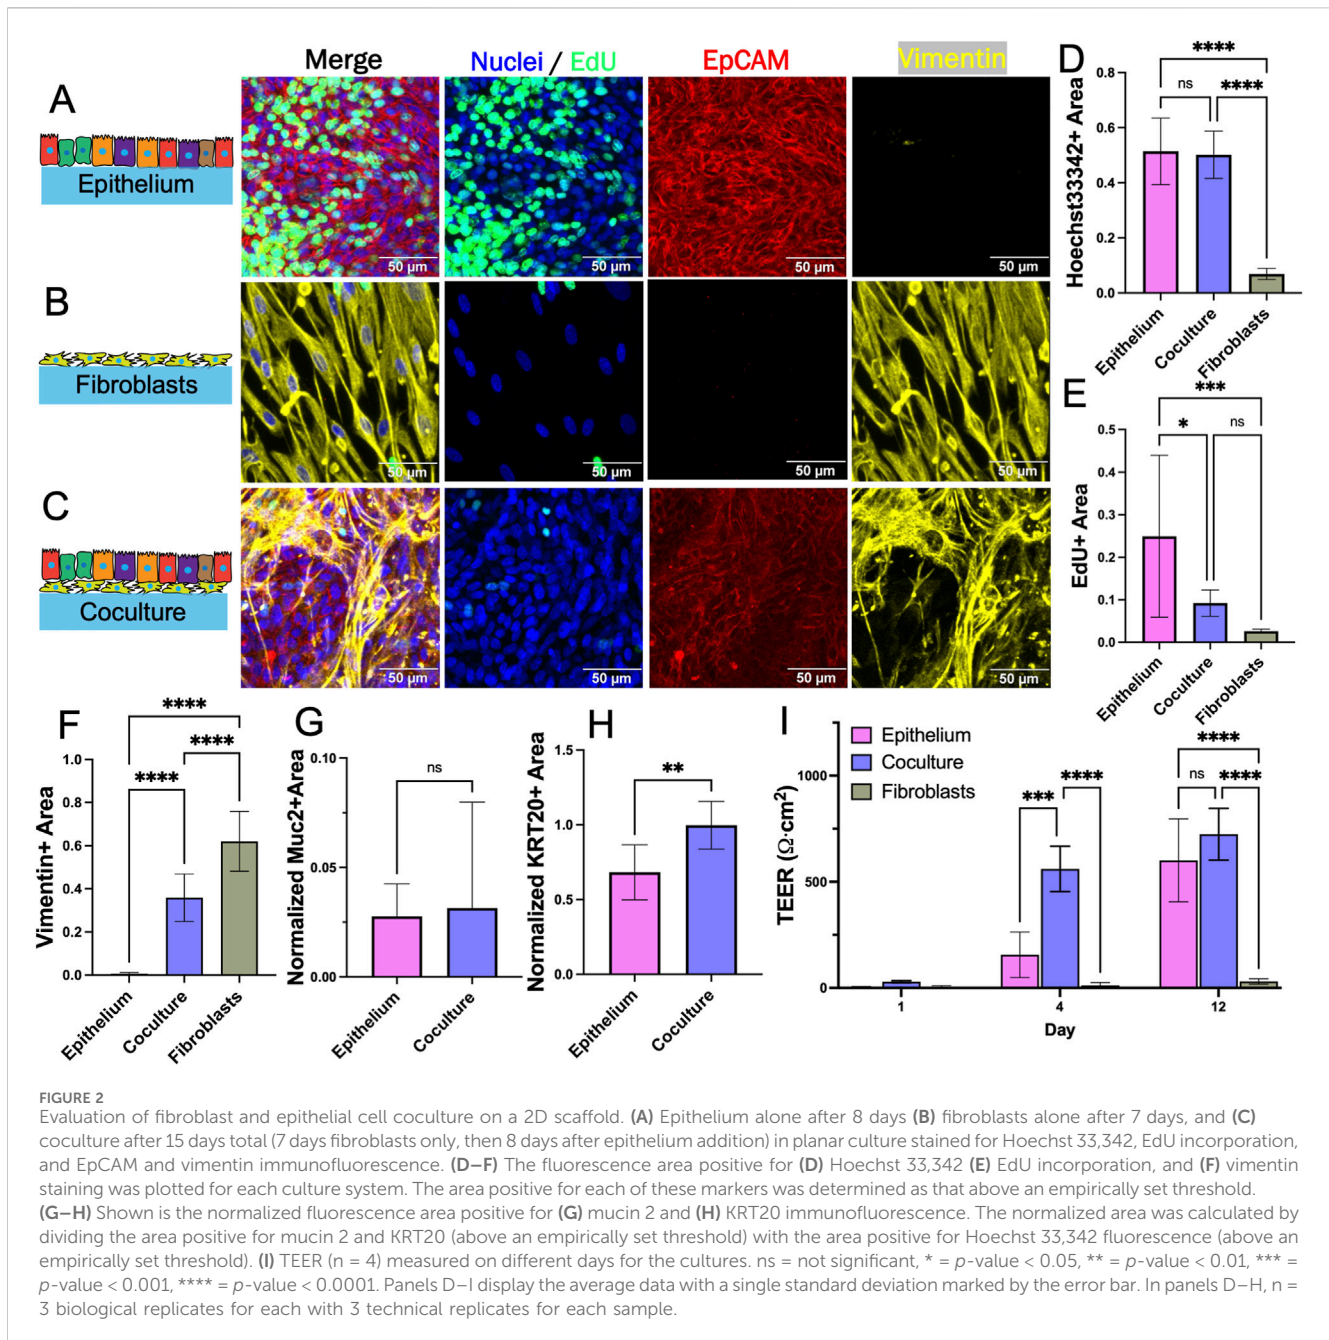 Merge
Nuclei / EdU
EpCAM
Vimentin
A
Epithelium
50 µm
50 µm
50 µm
50 µm
B
Fibroblasts
50 µm
50 µm
50 µm
50 µm
C
Coculture
50 µm
50 µm
50 µm
50 µm
D
Hoechst33342+ Area
0.8
0.6
0.4
0.2
0.0
****
ns
****
Epithelium
Coculture
Fibroblasts
E
EdU+ Area
0.5
0.4
0.3
0.2
0.1
0.0
***
*
ns
Epithelium
Coculture
Fibroblasts
F
Vimentin+ Area
1.0
0.8
0.6
0.4
0.2
0.0
****
****
****
Epithelium
Coculture
Fibroblasts
G
Normalized Muc2+Area
0.10
0.05
0.00
ns
Epithelium
Coculture
H
Normalized KRT20+ Area
1.5
1.0
0.5
0.0
**
Epithelium
Coculture
I
TEER (Ω·cm²)
1000
500
0
Epithelium
Coculture
Fibroblasts
***
****
****
ns
****
1
4
12
Day
FIGURE 2
Evaluation of fibroblast and epithelial cell coculture on a 2D scaffold. (A) Epithelium alone after 8 days (B) fibroblasts alone after 7 days, and (C)
coculture after 15 days total (7 days fibroblasts only, then 8 days after epithelium addition) in planar culture stained for Hoechst 33,342, EdU incorporation,
and EpCAM and vimentin immunofluorescence. (D–F) The fluorescence area positive for (D) Hoechst 33,342 (E) EdU incorporation, and (F) vimentin
staining was plotted for each culture system. The area positive for each of these markers was determined as that above an empirically set threshold.
(G–H) Shown is the normalized fluorescence area positive for (G) mucin 2 and (H) KRT20 immunofluorescence. The normalized area was calculated by
dividing the area positive for mucin 2 and KRT20 (above an empirically set threshold) with the area positive for Hoechst 33,342 fluorescence (above an
empirically set threshold). (I) TEER (n = 4) measured on different days for the cultures. ns = not significant, * = p-value < 0.05, ** = p-value < 0.01, *** =
p-value < 0.001, **** = p-value < 0.0001. Panels D–I display the average data with a single standard deviation marked by the error bar. In panels D–H, n =
3 biological replicates for each with 3 technical replicates for each sample.